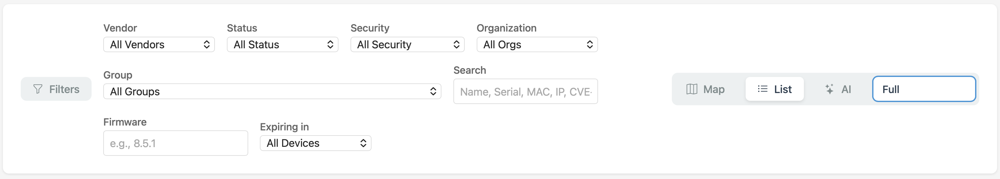 Vendor
Status
Security
Organization
All Vendors
All Status
All Security
All Orgs
Filters
Group
All Groups
Search
Name, Serial, MAC, IP, CVE-
Map
List
AI
Full
Firmware
e.g., 8.5.1
Expiring in
All Devices